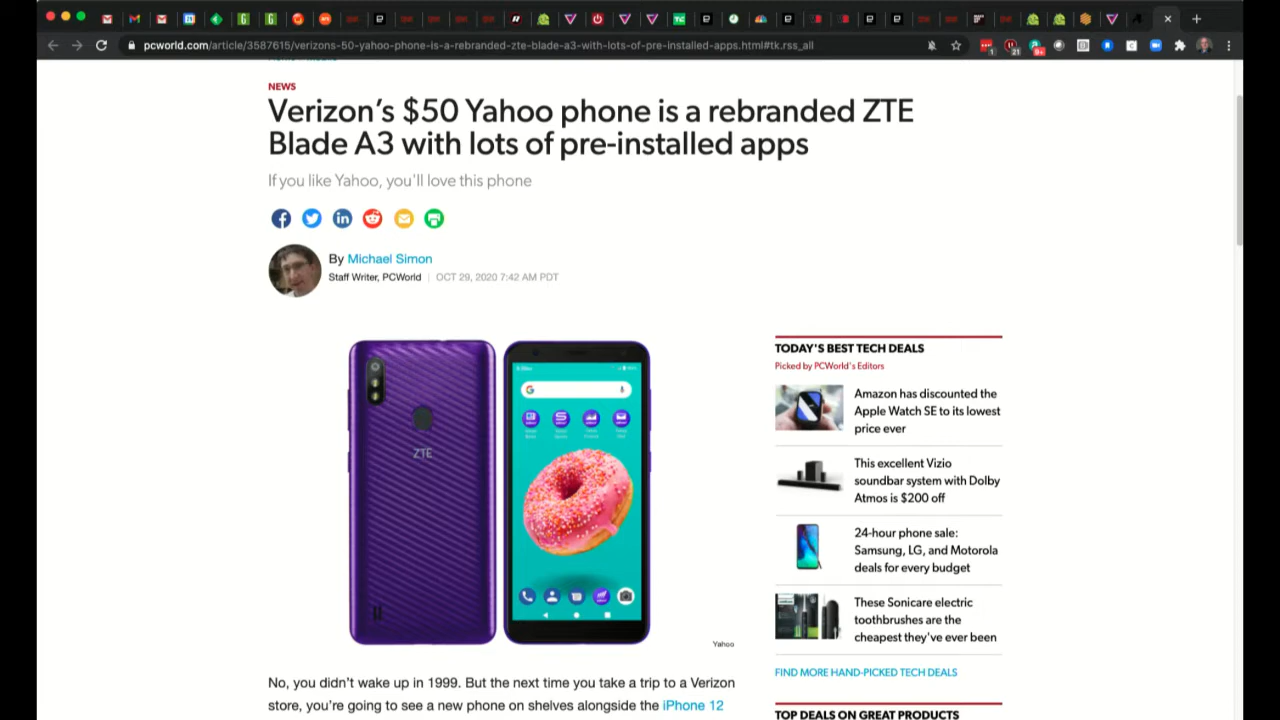 pcworld.com/article/3587615/verizons-50-yahoo-phone-is-a-rebranded-zte-blade-a3-with-lots-of-pre-installed-apps.html#tk.rss_all
NEWS
Verizon's $50 Yahoo phone is a rebranded ZTE
Blade A3 with lots of pre-installed apps
If you like Yahoo, you'll love this phone
By Michael Simon
Staff Writer, PCWorld | OCT 29, 2020 7:42 AM PDT
ZTE
Yahoo
No, you didn't wake up in 1999. But the next time you take a trip to a Verizon
store, you're going to see a new phone on shelves alongside the iPhone 12
TODAY'S BEST TECH DEALS
Picked by PCWorld's Editors
Amazon has discounted the
Apple Watch SE to its lowest
price ever
This excellent Vizio
soundbar system with Dolby
Atmos is $200 off
24-hour phone sale:
Samsung, LG, and Motorola
deals for every budget
These Sonicare electric
toothbrushes are the
cheapest they've ever been
FIND MORE HAND-PICKED TECH DEALS
TOP DEALS ON GREAT PRODUCTS